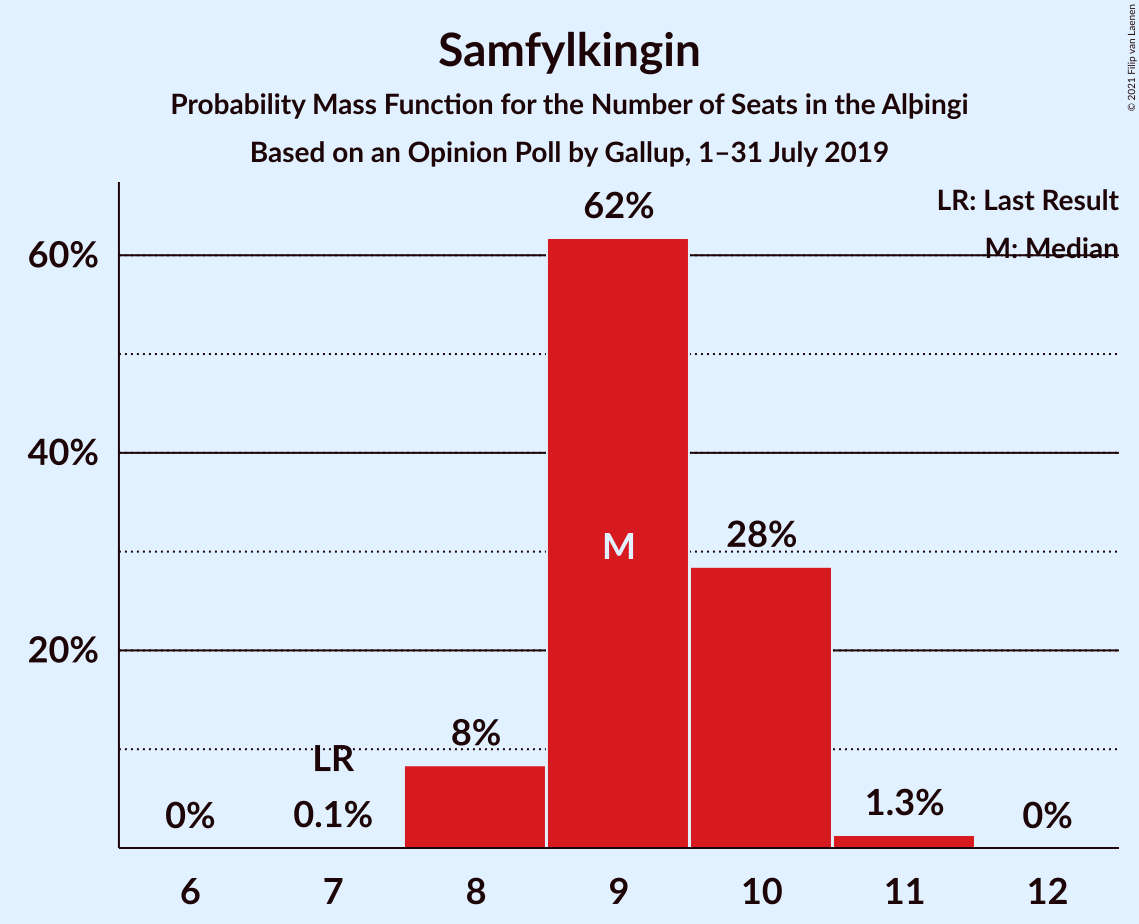 Samfylkingin
Probability Mass Function for the Number of Seats in the Alþingi
Based on an Opinion Poll by Gallup, 1–31 July 2019
© 2021 Filip van Laenen
LR: Last Result
M: Median
60%
40%
20%
0%
LR
0.1%
8%
62%
M
28%
1.3%
0%
6 7 8 9 10 11 12